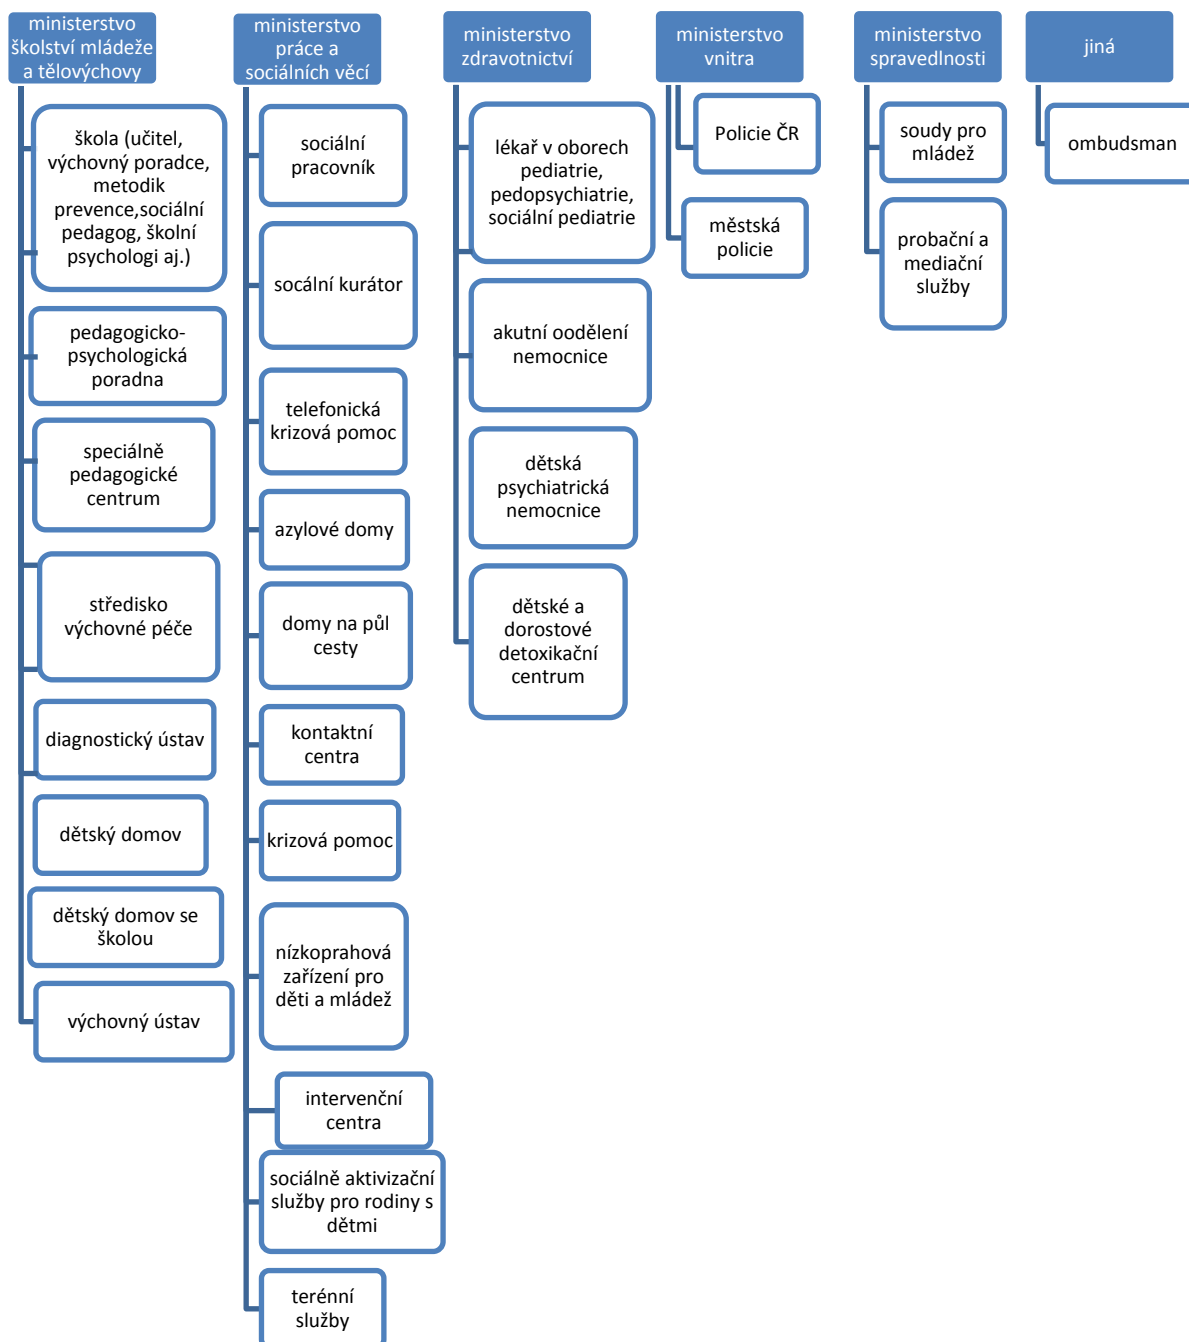 ministerstvo
školství mládeže
a tělovýchovy
škola (učitel,
výchovný poradce,
metodik
prevence,sociální
pedagog, školní
psychologi aj.)
pedagogicko-
psychologická
poradna
speciálně
pedagogické
centrum
středisko
výchovné péče
diagnostický ústav
dětský domov
dětský domov se
školou
výchovný ústav
ministerstvo
práce a
sociálních věcí
sociální
pracovník
socální kurátor
telefonická
krizová pomoc
azylové domy
domy na půl
cesty
kontaktní
centra
krizová pomoc
nízkoprahová
zařízení pro
děti a mládež
intervenční
centra
sociálně aktivizační
služby pro rodiny s
dětmi
terénní
služby
ministerstvo
zdravotnictví
lékař v oborech
pediatrie,
pedopsychiatrie,
sociální pediatrie
akutní oodělení
nemocnice
dětská
psychiatrická
nemocnice
dětské a
dorostové
detoxikační
centrum
ministerstvo
vnitra
Policie ČR
městská
policie
ministerstvo
spravedlnosti
soudy pro
mládež
probační a
mediační
služby
jiná
ombudsman